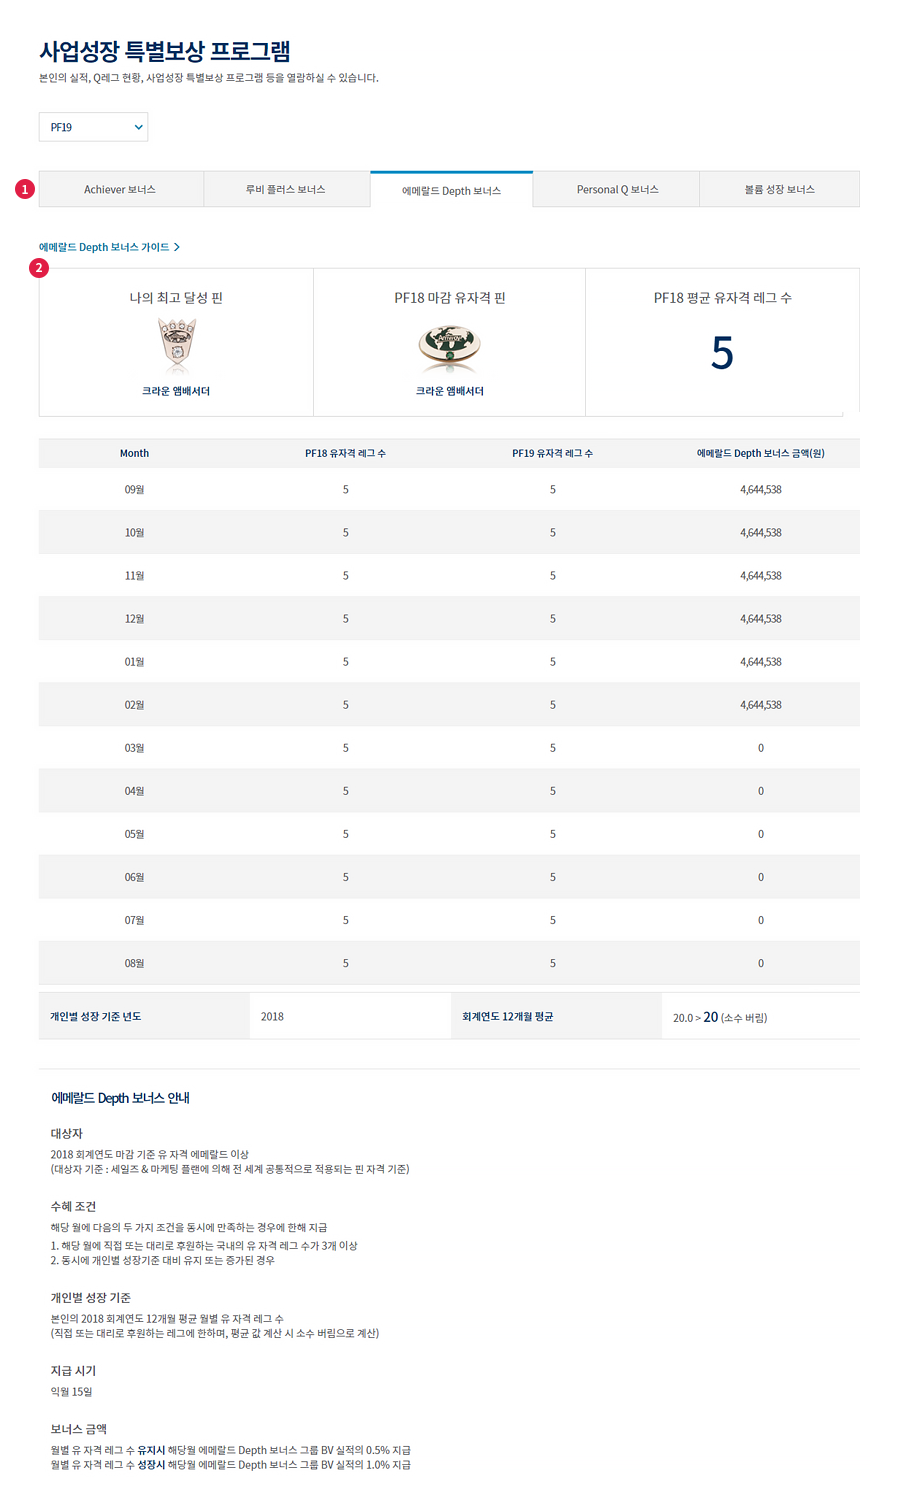 사업성장 특별보상 프로그램
본인의 실적, Q레그 현황, 사업성장 특별보상 프로그램 등을 열람하실 수 있습니다.
PF19
1
Achiever 보너스 루비 플러스 보너스 에메랄드 Depth 보너스 Personal Q 보너스 볼륨 성장 보너스
에메랄드 Depth 보너스 가이드 >
2
나의 최고 달성 핀 PF18 마감 유자격 핀 PF18 평균 유자격 레그 수
Amway
5
크라운 앰배서더 크라운 앰배서더
Month PF18 유자격 레그 수 PF19 유자격 레그 수 에메랄드 Depth 보너스 금액(원)
09월 5 5 4,644,538
10월 5 5 4,644,538
11월 5 5 4,644,538
12월 5 5 4,644,538
01월 5 5 4,644,538
02월 5 5 4,644,538
03월 5 5 0
04월 5 5 0
05월 5 5 0
06월 5 5 0
07월 5 5 0
08월 5 5 0
개인별 성장 기준 년도 2018 회계연도 12개월 평균 20.0 > 20 (소수 버림)
에메랄드 Depth 보너스 안내
대상자
2018 회계연도 마감 기준 유 자격 에메랄드 이상
(대상자 기준 : 세일즈 & 마케팅 플랜에 의해 전 세계 공통적으로 적용되는 핀 자격 기준)
수혜 조건
해당 월에 다음의 두 가지 조건을 동시에 만족하는 경우에 한해 지급
1. 해당 월에 직접 또는 대리로 후원하는 국내의 유 자격 레그 수가 3개 이상
2. 동시에 개인별 성장기준 대비 유지 또는 증가된 경우
개인별 성장 기준
본인의 2018 회계연도 12개월 평균 월별 유 자격 레그 수
(직접 또는 대리로 후원하는 레그에 한하며, 평균 값 계산 시 소수 버림으로 계산)
지급 시기
익월 15일
보너스 금액
월별 유 자격 레그 수 유지시 해당월 에메랄드 Depth 보너스 그룹 BV 실적의 0.5% 지급
월별 유 자격 레그 수 성장시 해당월 에메랄드 Depth 보너스 그룹 BV 실적의 1.0% 지급